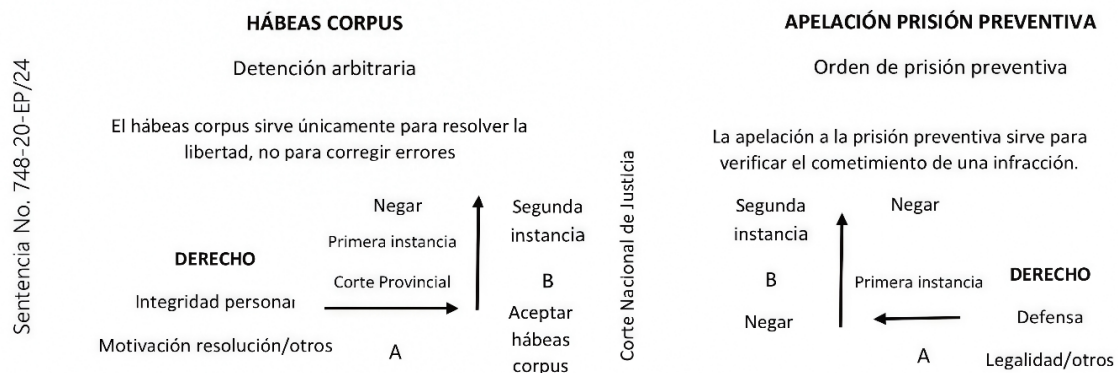 Sentencia No. 748-20-EP/24
HÁBEAS CORPUS
Detención arbitraria
El hábeas corpus sirve únicamente para resolver la
libertad, no para corregir errores
Negar
Primera instancia
Corte Provincial
Segunda
instancia
B
Aceptar
hábeas
corpus
DERECHO
Integridad personal
Motivación resolución/otros
A
Corte Nacional de Justicia
APELACIÓN PRISIÓN PREVENTIVA
Orden de prisión preventiva
La apelación a la prisión preventiva sirve para
verificar el cometimiento de una infracción.
Segunda
instancia
B
Negar
Negar
Primera instancia
DERECHO
Defensa
A
Legalidad/otros